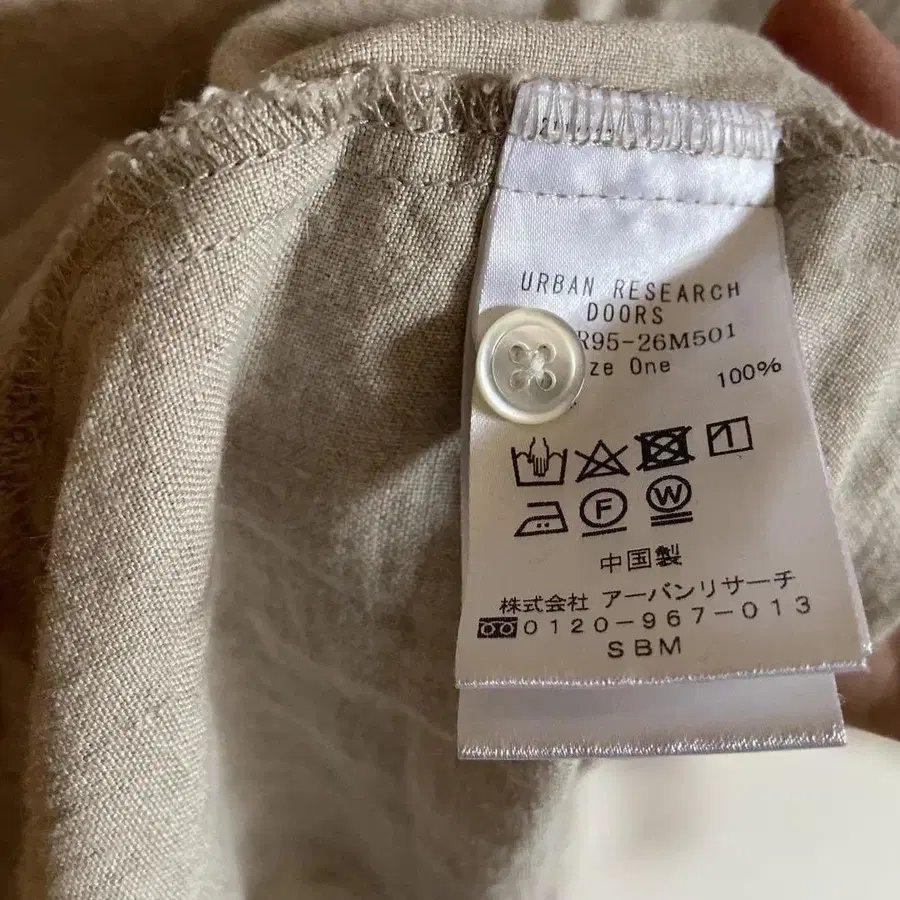 URBAN RESEARCH
DOORS
R95-26M501
One
100%
F W
中国製
株式会社 アーバンリサーチ
0120-967-013
SBM